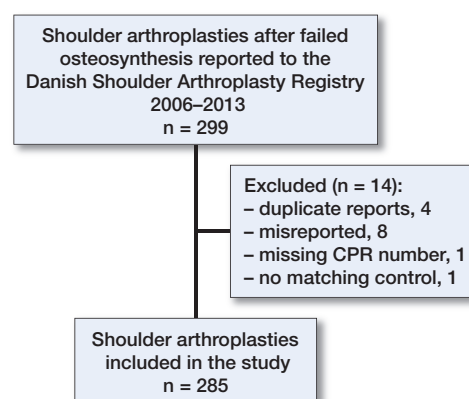 Shoulder arthroplasties after failed
osteosynthesis reported to the
Danish Shoulder Arthroplasty Registry
2006–2013
n = 299
Excluded (n = 14):
– duplicate reports, 4
– misreported, 8
– missing CPR number, 1
– no matching control, 1
Shoulder arthroplasties
included in the study
n = 285